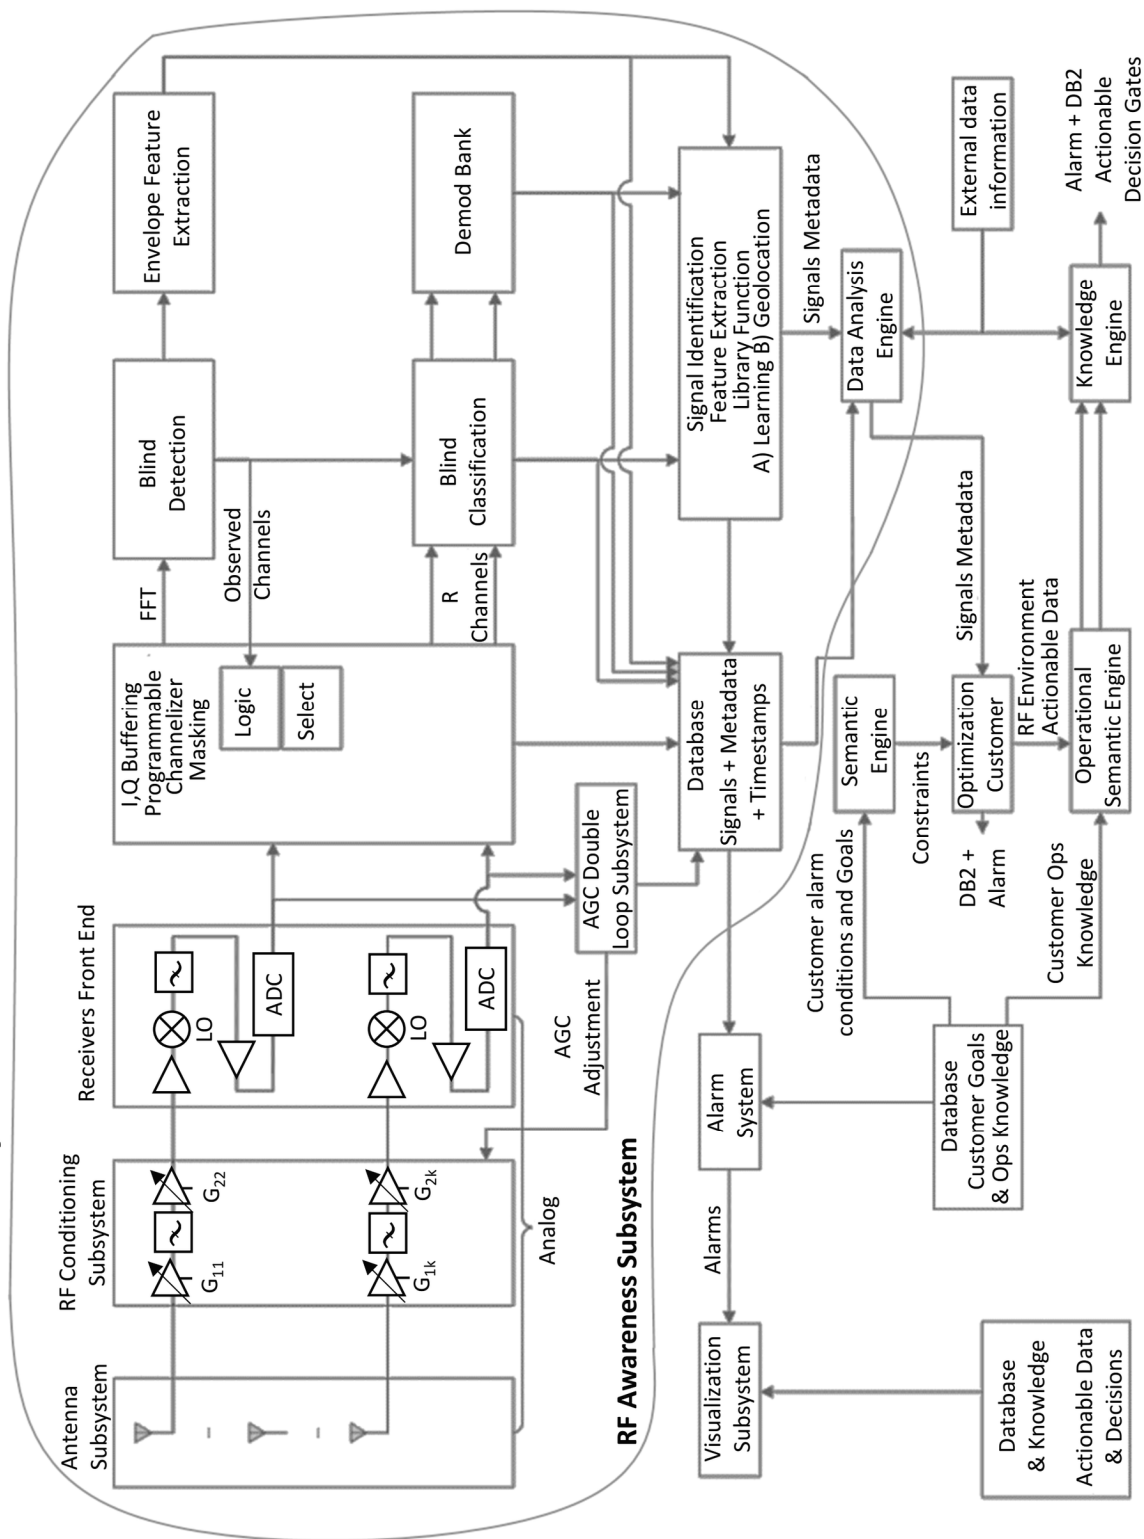 Antenna
Subsystem
RF Conditioning
Subsystem
G11
G22
G1k
G2k
Receivers Front End
LO
ADC
LO
ADC
Analog
I,Q Buffering
Programmable
Channelizer
Masking
Logic
Select
FFT
Observed
Channels
R
Channels
Blind
Detection
Blind
Classification
Envelope Feature
Extraction
Demod Bank
AGC
Adjustment
AGC Double
Loop Subsystem
RF Awareness Subsystem
Database
Signals + Metadata
+ Timestamps
Signal Identification
Feature Extraction
Library Function
A) Learning B) Geolocation
Signals Metadata
Visualization
Subsystem
Alarms
Alarm
System
Customer alarm
conditions and Goals
Semantic
Engine
Data Analysis
Engine
Constraints
Signals Metadata
Database
Customer Goals
& Ops Knowledge
DB2 +
Alarm
Optimization
Customer
External data
information
RF Environment
Actionable Data
Database
& Knowledge
Actionable Data
& Decisions
Customer Ops
Knowledge
Operational
Semantic Engine
Knowledge
Engine
Alarm + DB2
Actionable
Decision Gates